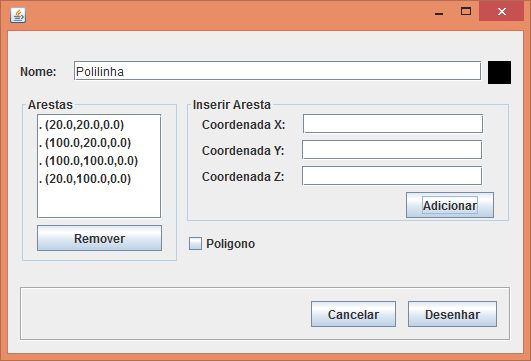 Nome: Polilinha
Arestas
. (20.0,20.0,0.0)
. (100.0,20.0,0.0)
. (100.0,100.0,0.0)
. (20.0,100.0,0.0)
Remover
Inserir Aresta
Coordenada X:
Coordenada Y:
Coordenada Z:
Adicionar
Poligono
Cancelar Desenhar